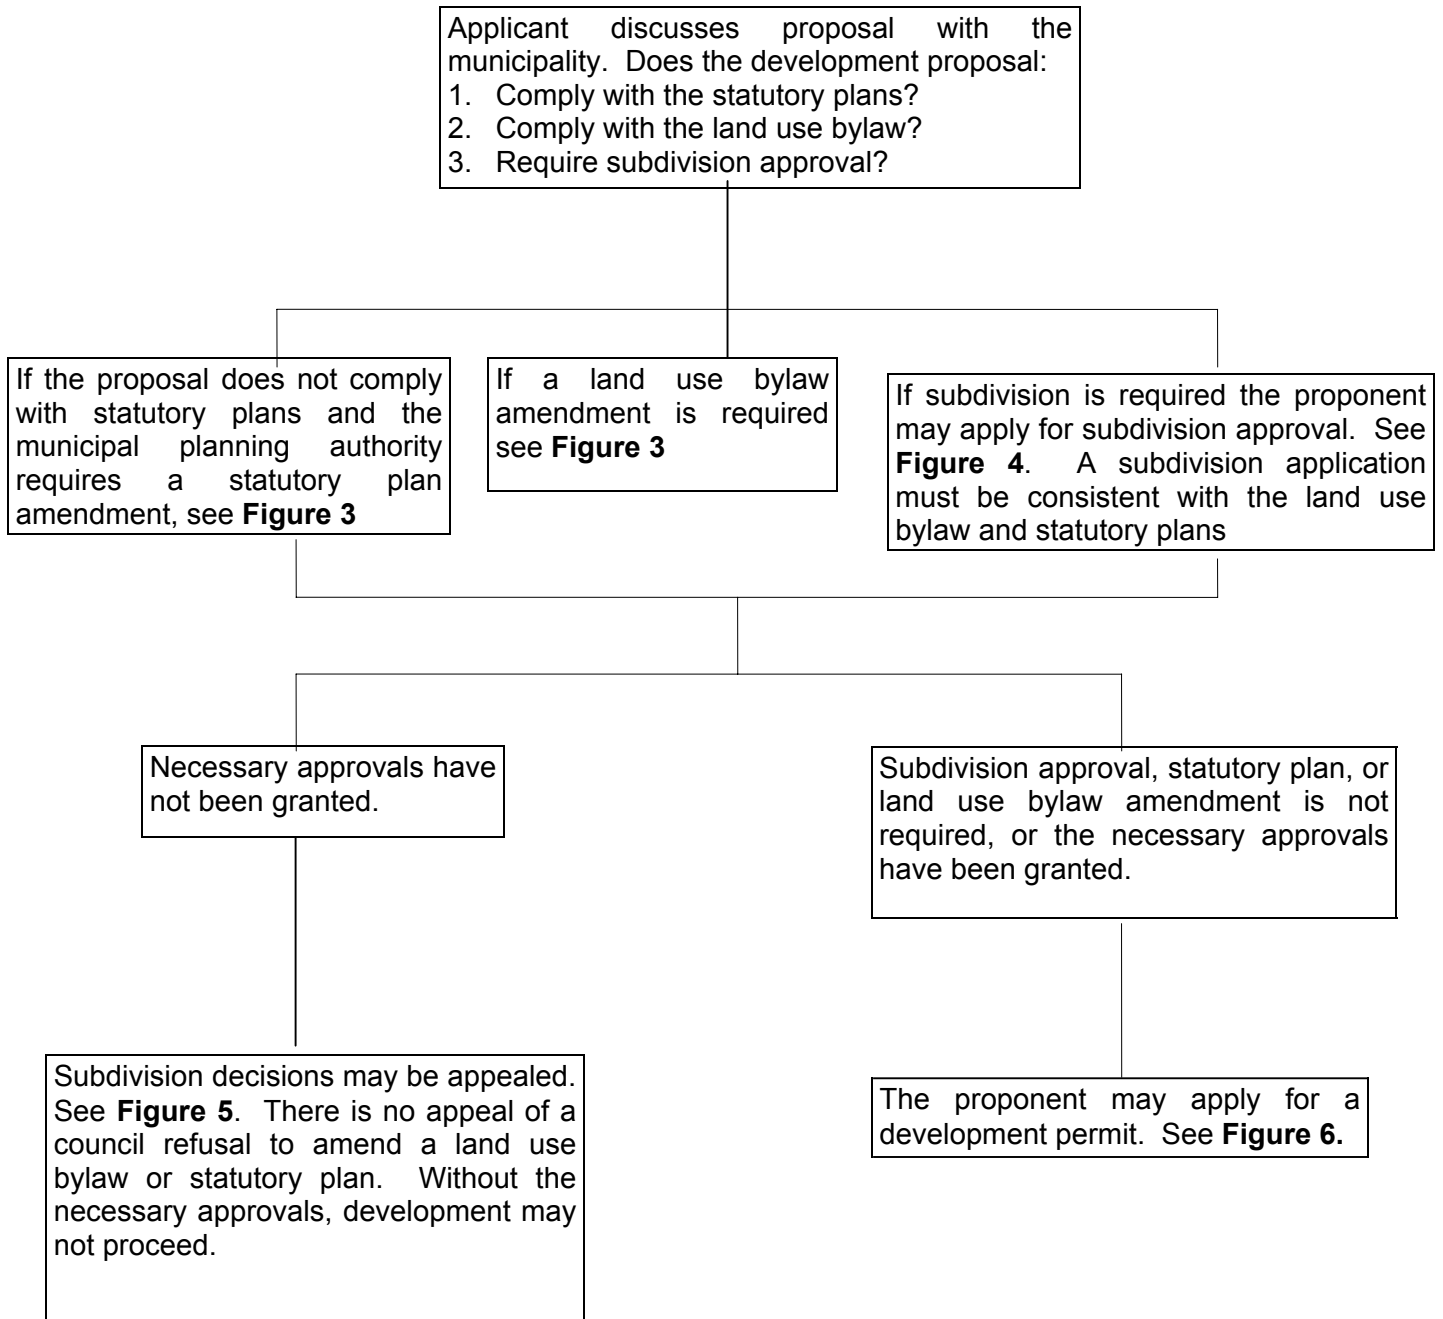 Applicant discusses proposal with the
municipality. Does the development proposal:
1. Comply with the statutory plans?
2. Comply with the land use bylaw?
3. Require subdivision approval?
If the proposal does not comply
with statutory plans and the
municipal planning authority
requires a statutory plan
amendment, see Figure 3
If a land use bylaw
amendment is required
see Figure 3
If subdivision is required the proponent
may apply for subdivision approval. See
Figure 4. A subdivision application
must be consistent with the land use
bylaw and statutory plans
Necessary approvals have
not been granted.
Subdivision approval, statutory plan, or
land use bylaw amendment is not
required, or the necessary approvals
have been granted.
Subdivision decisions may be appealed.
See Figure 5. There is no appeal of a
council refusal to amend a land use
bylaw or statutory plan. Without the
necessary approvals, development may
not proceed.
The proponent may apply for a
development permit. See Figure 6.